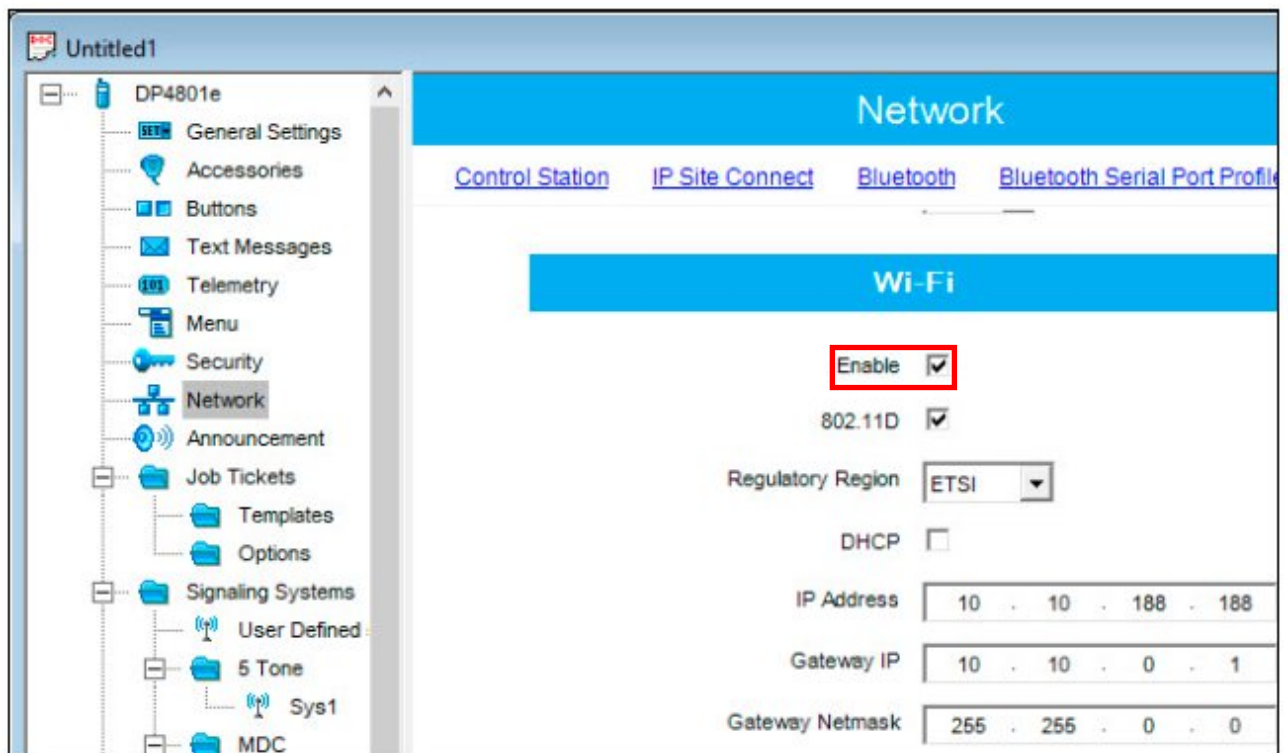 Untitled1
DP4801e
General Settings
Accessories
Buttons
Text Messages
Telemetry
Menu
Security
Network
Announcement
Job Tickets
Templates
Options
Signaling Systems
User Defined
5 Tone
Sys1
MDC
Network
Control Station IP Site Connect Bluetooth Bluetooth Serial Port Profile
Wi-Fi
Enable
802.11D
Regulatory Region ETSI
DHCP
IP Address 10 . 10 . 188 . 188
Gateway IP 10 . 10 . 0 . 1
Gateway Netmask 255 . 255 . 0 . 0